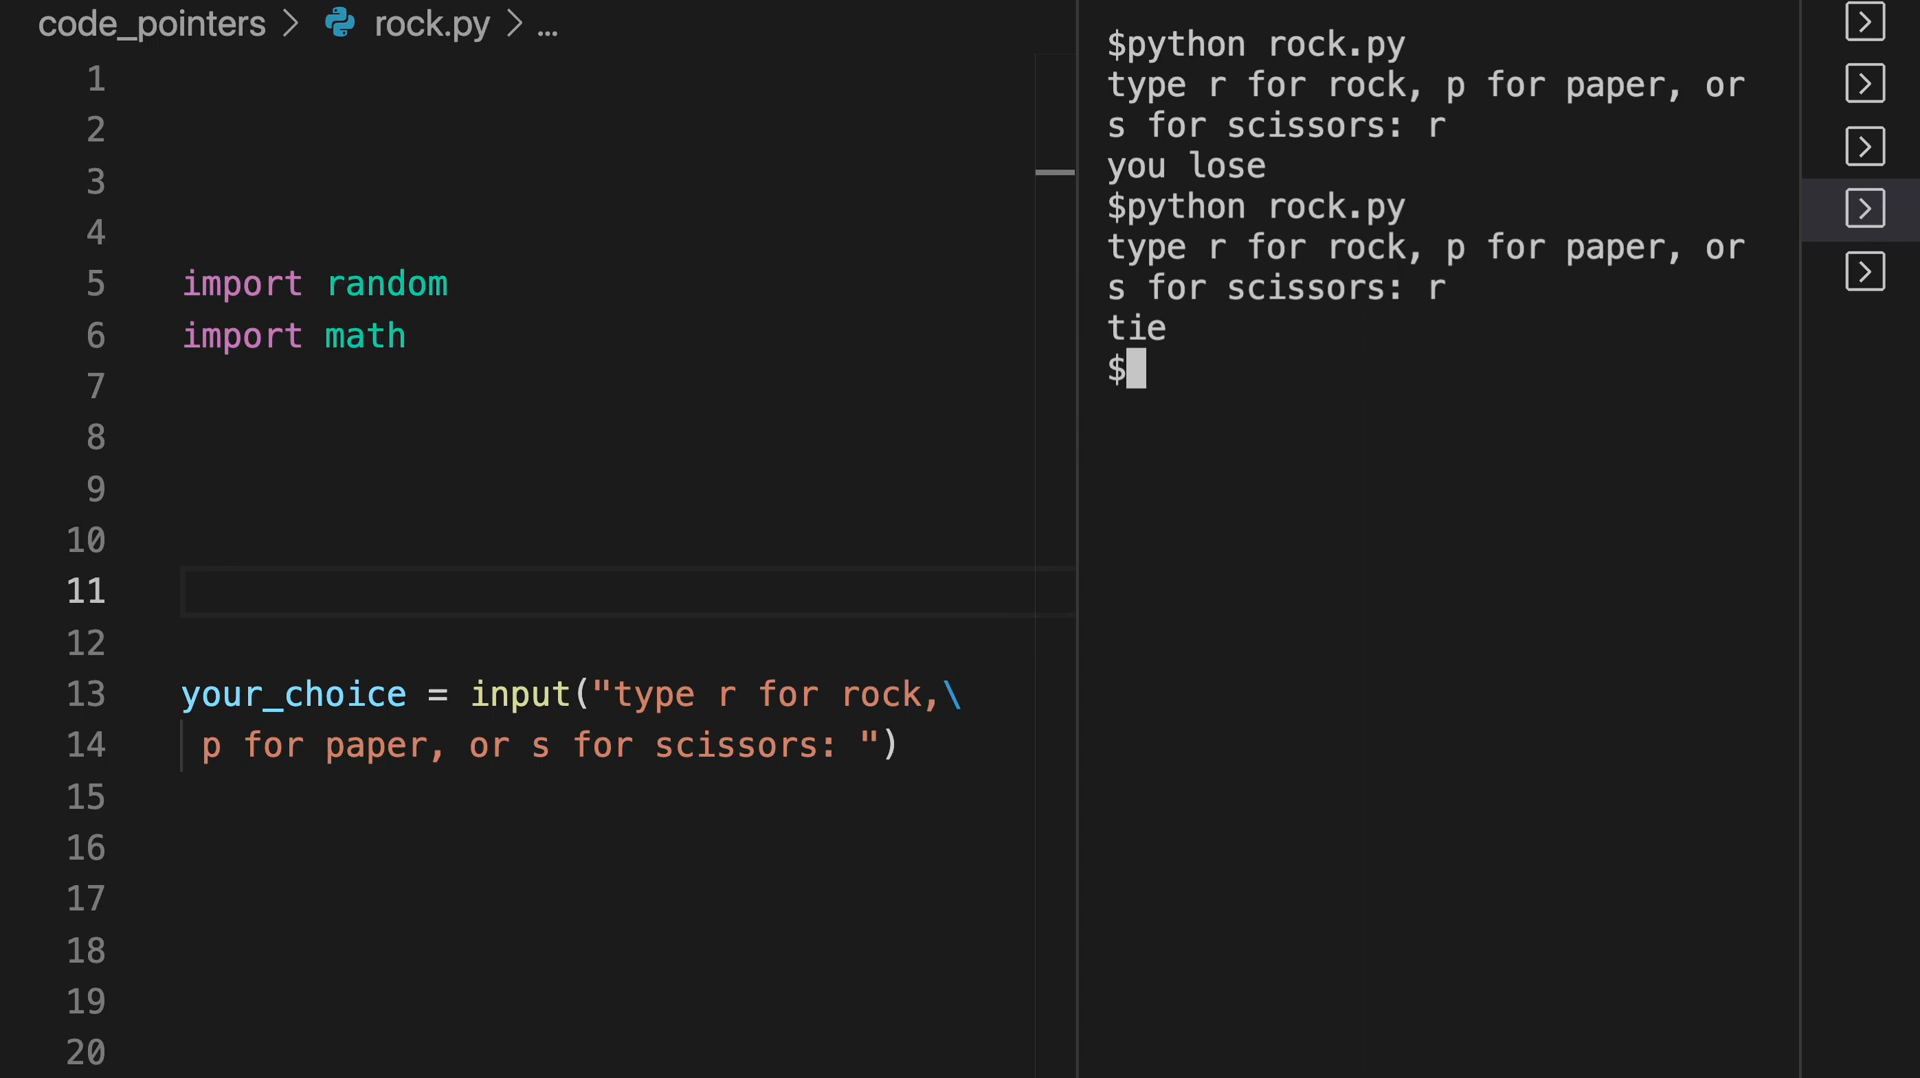 code_pointers > rock.py > ...
1
2
3
4
5 import random
6 import math
7
8
9
10
11
12
13 your_choice = input("type r for rock,\
14 p for paper, or s for scissors: ")
15
16
17
18
19
20
$python rock.py
type r for rock, p for paper, or
s for scissors: r
you lose
$python rock.py
type r for rock, p for paper, or
s for scissors: r
tie
$